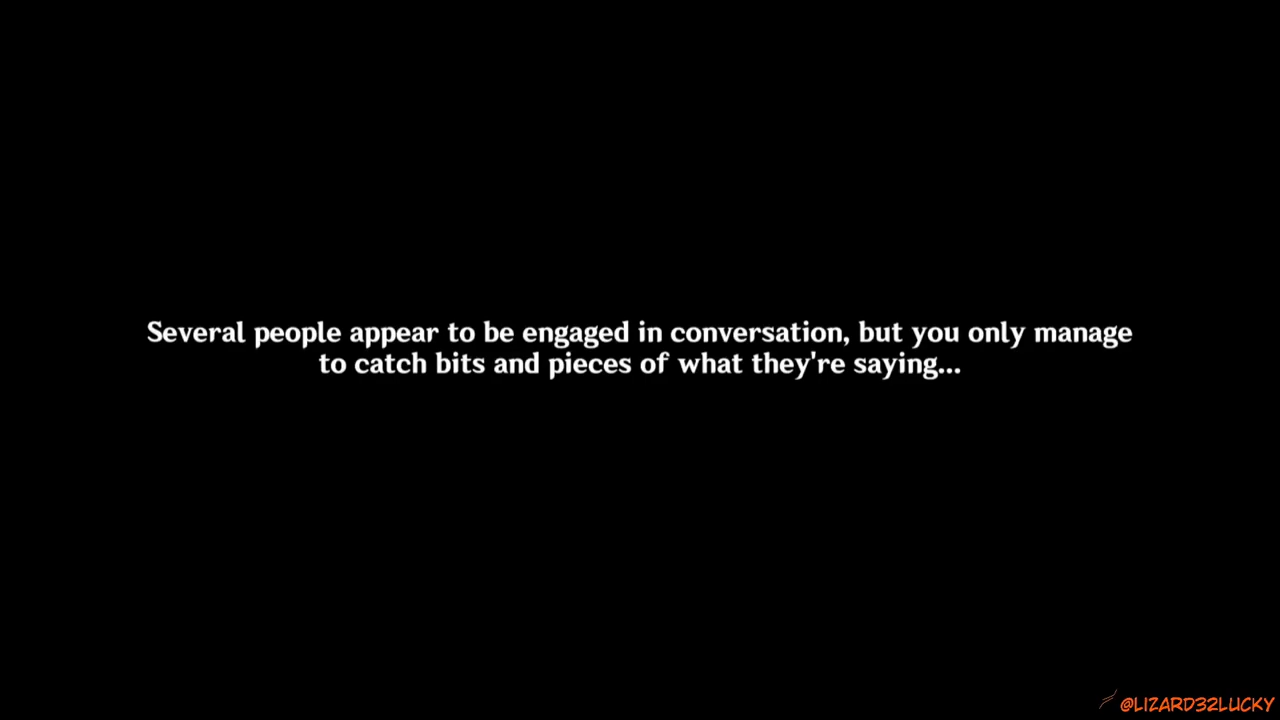 Several people appear to be engaged in conversation, but you only manage
to catch bits and pieces of what they're saying...
@LIZARD32LUCKY